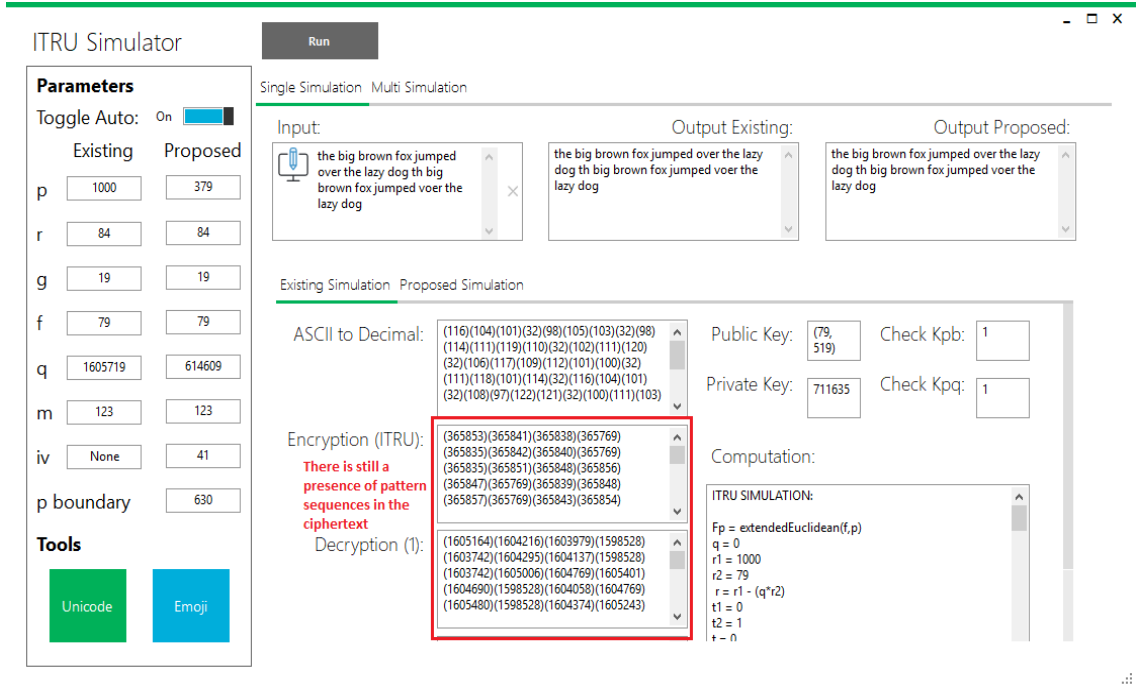 ITRU Simulator
Run
Parameters
Toggle Auto: On
Existing Proposed
p 1000 379
r 84 84
g 19 19
f 79 79
q 1605719 614609
m 123 123
iv None 41
p boundary 630
Tools
Unicode Emoji
Single Simulation Multi Simulation
Input:
the big brown fox jumped
over the lazy dog th big
brown fox jumped voer the
lazy dog
Output Existing:
the big brown fox jumped over the lazy
dog th big brown fox jumped voer the
lazy dog
Output Proposed:
the big brown fox jumped over the lazy
dog th big brown fox jumped voer the
lazy dog
Existing Simulation Proposed Simulation
ASCII to Decimal:
(116)(104)(101)(32)(98)(105)(103)(32)(98)
(114)(111)(119)(110)(32)(102)(111)(120)
(32)(106)(117)(109)(112)(101)(100)(32)
(111)(118)(101)(114)(32)(116)(104)(101)
(32)(108)(97)(122)(121)(32)(100)(111)(103)
Encryption (ITRU):
There is still a
presence of pattern
sequences in the
ciphertext
(365853)(365841)(365838)(365769)
(365835)(365842)(365840)(365769)
(365835)(365851)(365848)(365856)
(365847)(365769)(365839)(365848)
(365857)(365769)(365843)(365854)
Decryption (1):
(1605164)(1604216)(1603979)(1598528)
(1603742)(1604295)(1604137)(1598528)
(1603742)(1605006)(1604769)(1605401)
(1604690)(1598528)(1604058)(1604769)
(1605480)(1598528)(1604374)(1605243)
Public Key: (79,
519)
Check Kpb: 1
Private Key: 711635
Check Kpq: 1
Computation:
ITRU SIMULATION:
Fp = extendedEuclidean(f,p)
q = 0
r1 = 1000
r2 = 79
r = r1 - (q*r2)
t1 = 0
t2 = 1
t = 0